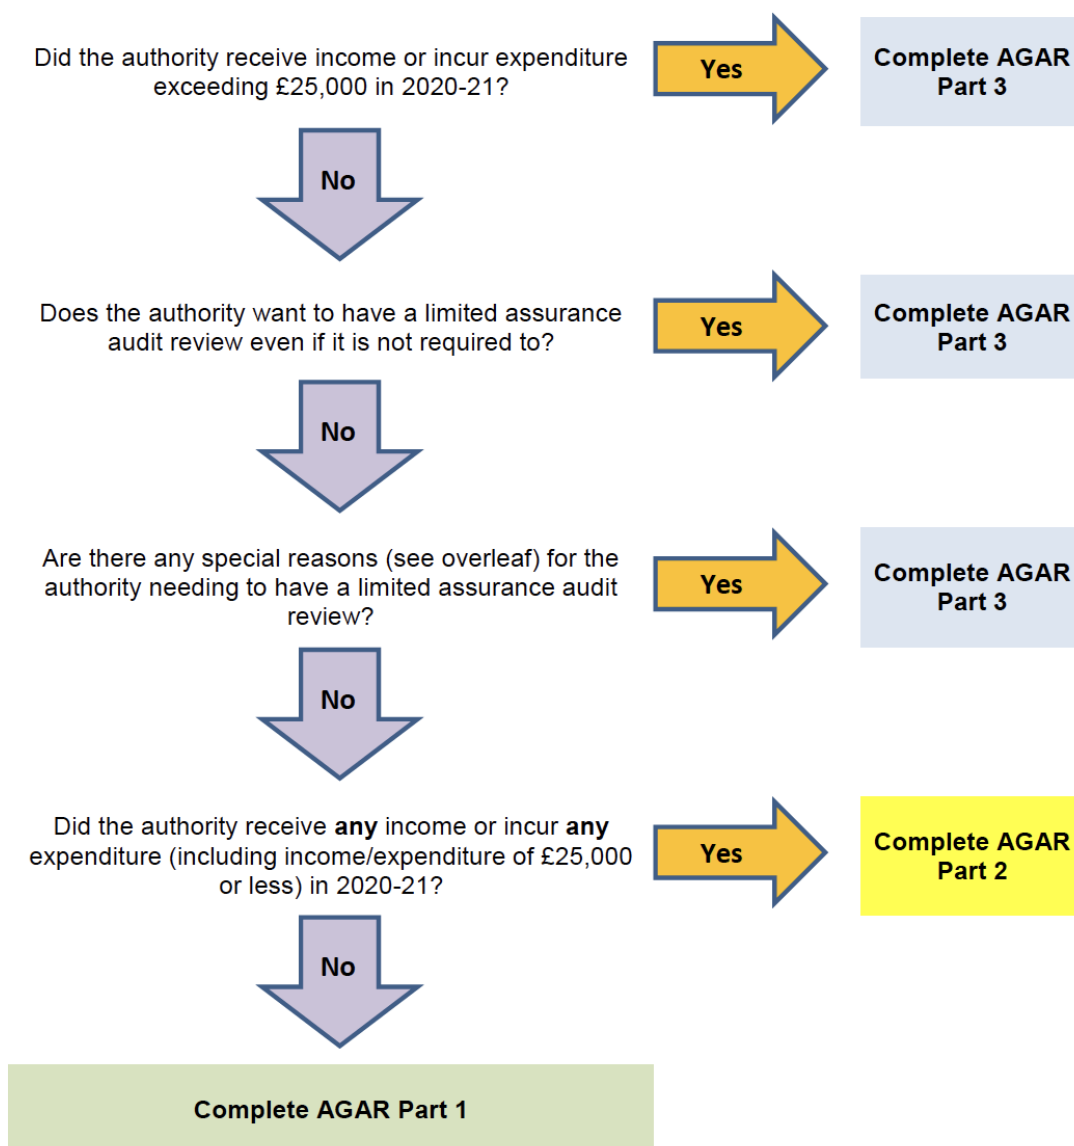 Did the authority receive income or incur expenditure
exceeding £25,000 in 2020-21?
Yes
Complete AGAR
Part 3
No
Does the authority want to have a limited assurance
audit review even if it is not required to?
Yes
Complete AGAR
Part 3
No
Are there any special reasons (see overleaf) for the
authority needing to have a limited assurance audit
review?
Yes
Complete AGAR
Part 3
No
Did the authority receive any income or incur any
expenditure (including income/expenditure of £25,000
or less) in 2020-21?
Yes
Complete AGAR
Part 2
No
Complete AGAR Part 1